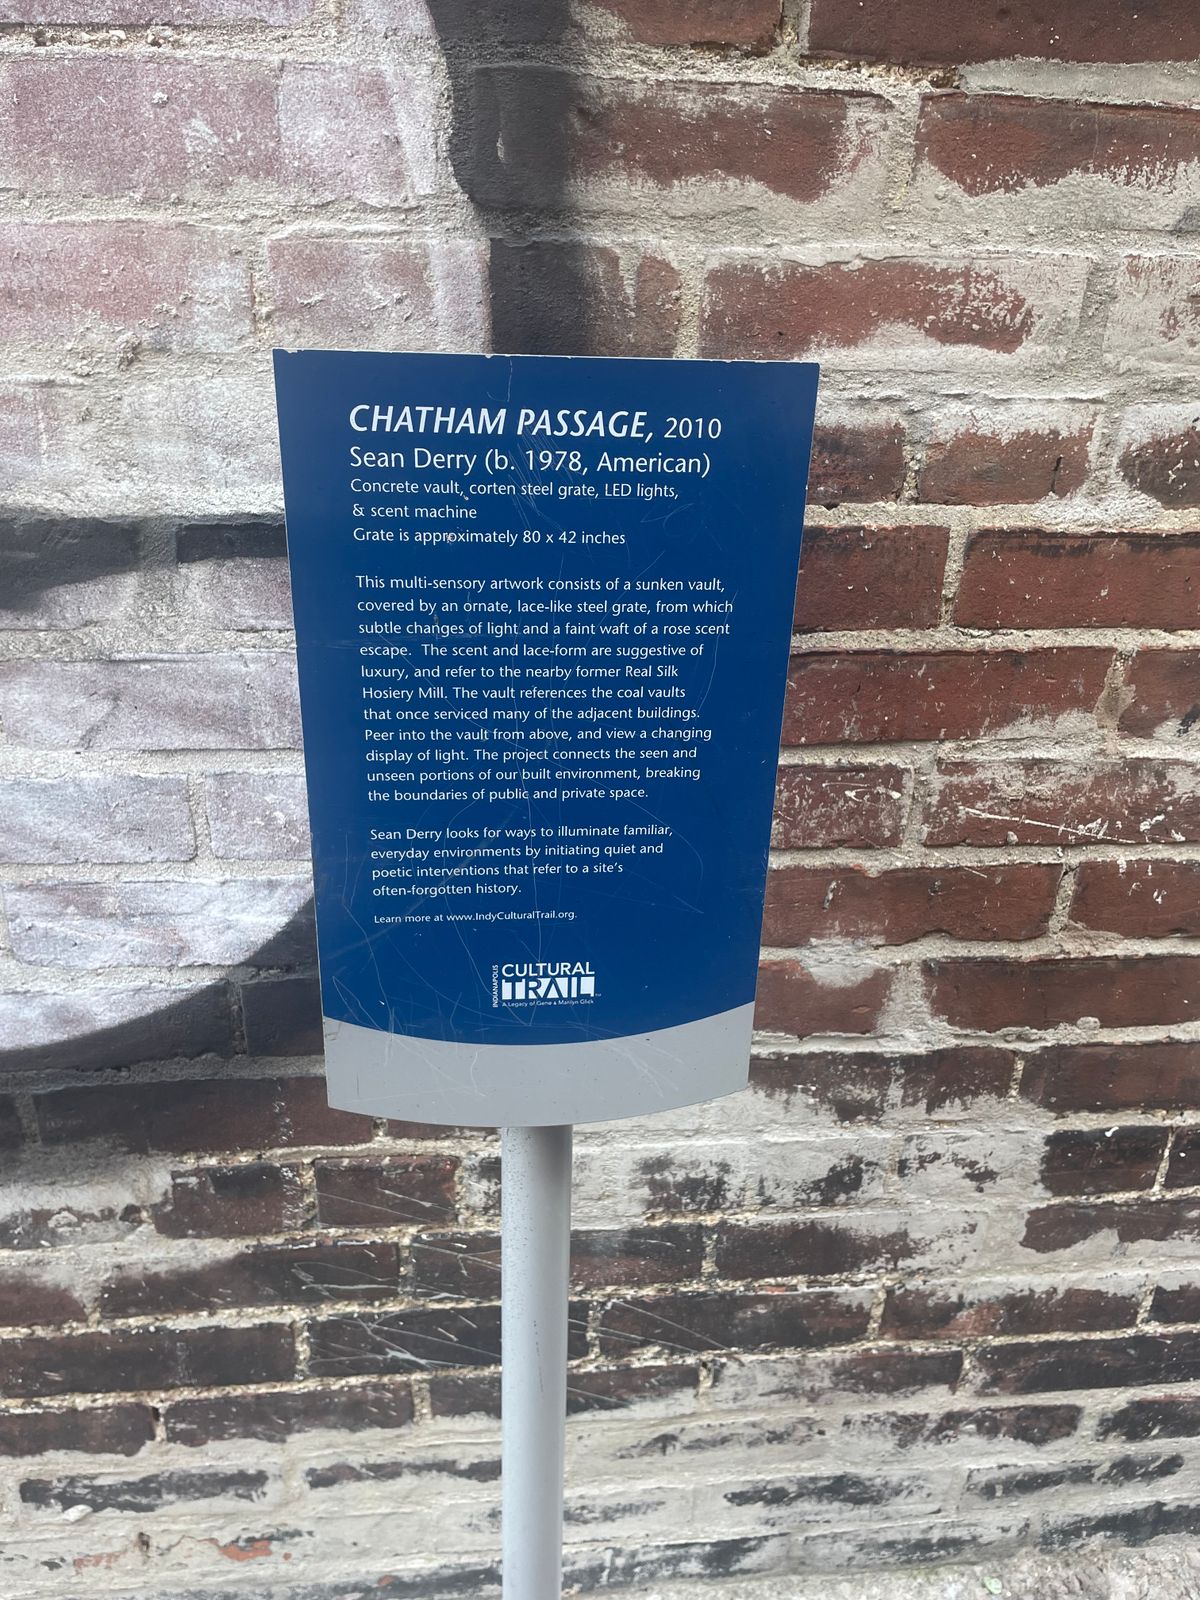 CHATHAM PASSAGE, 2010
Sean Derry (b. 1978, American)
Concrete vault, corten steel grate, LED lights,
& scent machine
Grate is approximately 80 x 42 inches
This multi-sensory artwork consists of a sunken vault,
covered by an ornate, lace-like steel grate, from which
subtle changes of light and a faint waft of a rose scent
escape. The scent and lace-form are suggestive of
luxury, and refer to the nearby former Real Silk
Hosiery Mill. The vault references the coal vaults
that once serviced many of the adjacent buildings.
Peer into the vault from above, and view a changing
display of light. The project connects the seen and
unseen portions of our built environment, breaking
the boundaries of public and private space.
Sean Derry looks for ways to illuminate familiar,
everyday environments by initiating quiet and
poetic interventions that refer to a site's
often-forgotten history.
Learn more at www.IndyCulturalTrail.org.
INDIANAPOLIS
CULTURAL
TRAIL
A Legacy of Gene & Marilyn Glick